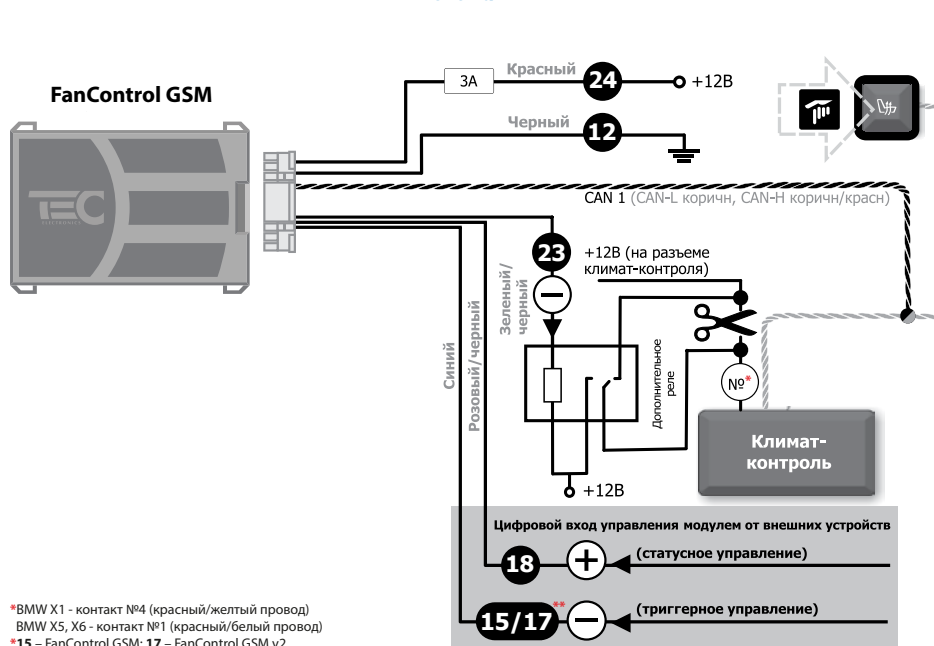 FanControl GSM
TEC
ELECTRONICS
3А
Красный
24
+12В
Черный
12
CAN 1 (CAN-L коричн, CAN-H коричн/красн)
23
Зеленый/
черный
+12В (на разъеме
климат-контроля)
Синий
Розовый/черный
Дополнительное
реле
№*
Климат-
контроль
+12В
Цифровой вход управления модулем от внешних устройств
18
+
(статусное управление)
15/17**
−
(триггерное управление)
*BMW X1 - контакт №4 (красный/желтый провод)
BMW X5, X6 - контакт №1 (красный/белый провод)
*15 – FanControl GSM; 17 – FanControl GSM v2